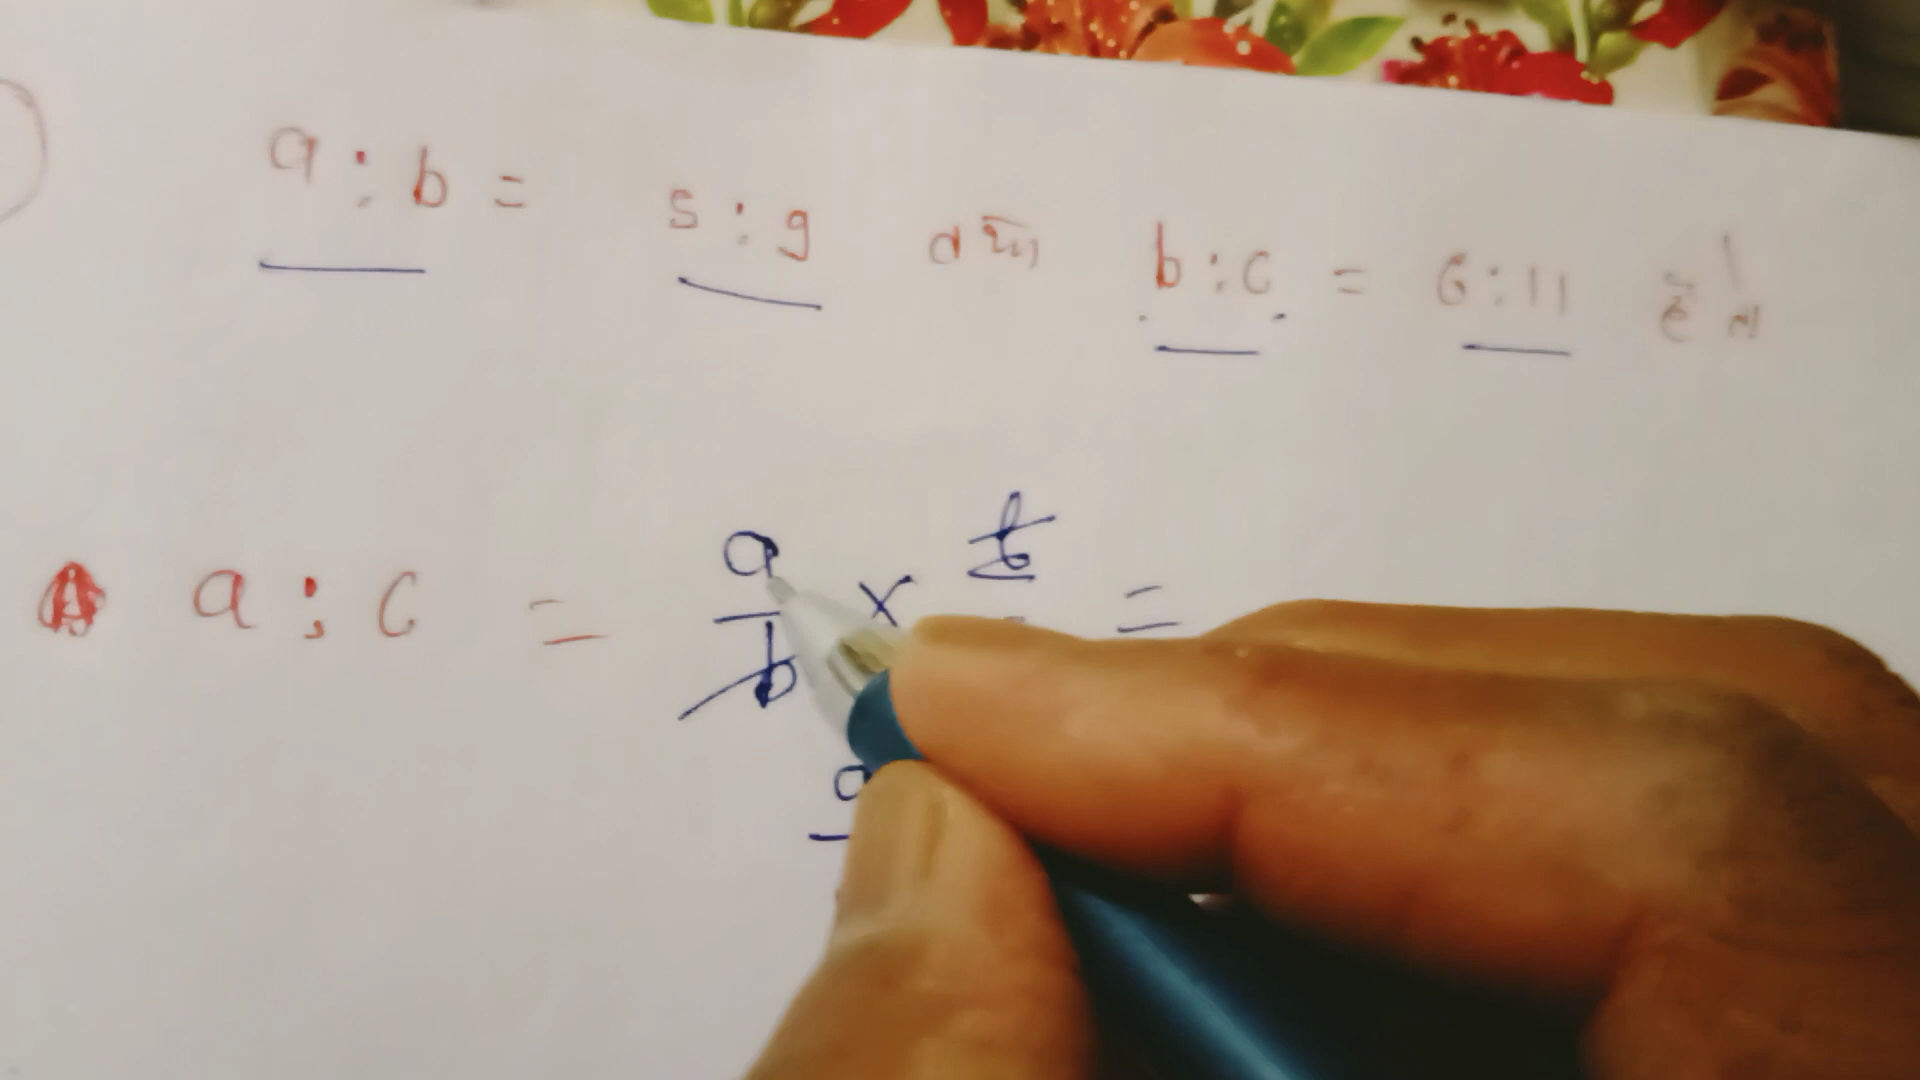 a : b = 5 : 9 तथा b : c = 6 : 11
a : c = a/b × b/ =
a